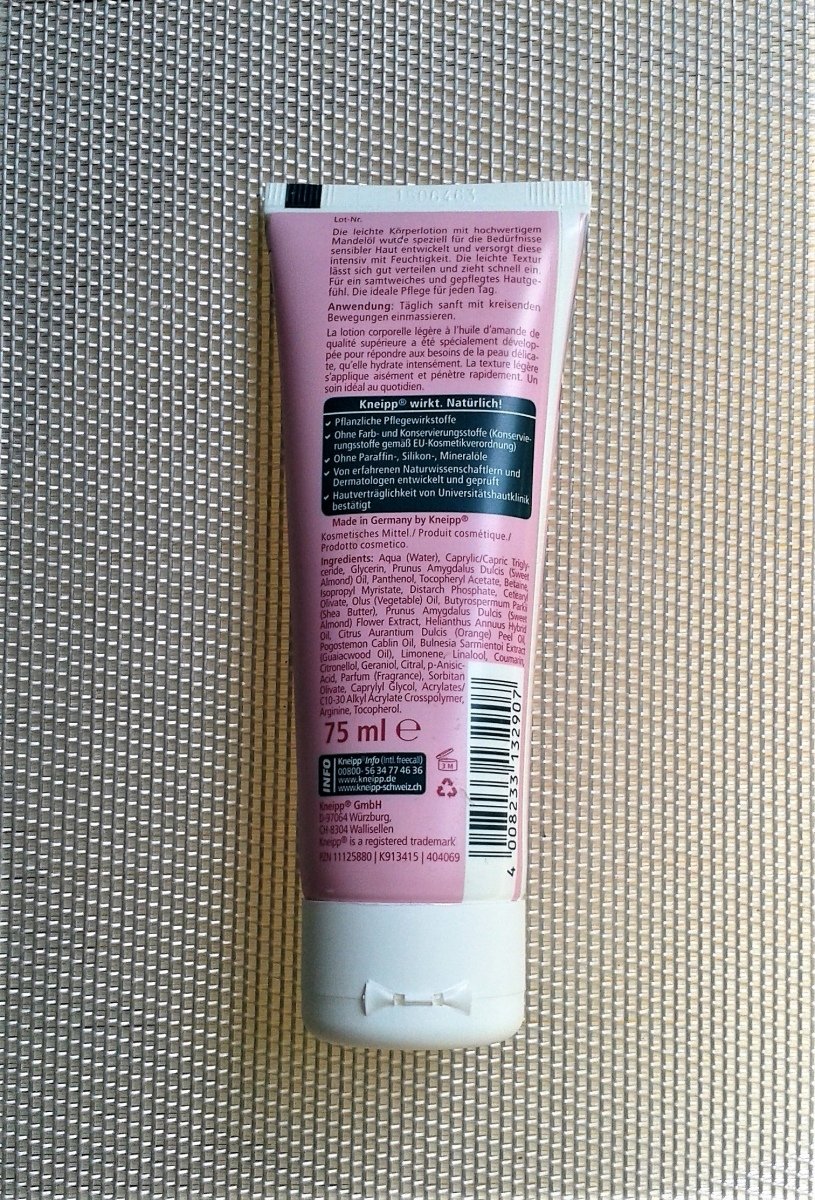 Lot-Nr.
Die leichte Körperlotion mit hochwertigem
Mandelöl wurde speziell für die Bedürfnisse
sensibler Haut entwickelt und versorgt diese
intensiv mit Feuchtigkeit. Die leichte Textur
lässt sich gut verteilen und zieht schnell ein.
Für ein samtweiches und gepflegtes Hautge-
fühl. Die ideale Pflege für jeden Tag.
Anwendung: Täglich sanft mit kreisenden
Bewegungen einmassieren.
La lotion corporelle légère à l'huile d'amande de
qualité supérieure a été spécialement dévelop-
pée pour répondre aux besoins de la peau délica-
te, qu'elle hydrate intensément. La texture légère
s'applique aisément et pénètre rapidement. Un
soin idéal au quotidien.
Kneipp® wirkt. Natürlich!
✓ Pflanzliche Pflegewirkstoffe
✓ Ohne Farb- und Konservierungsstoffe (Konservie-
rungsstoffe gemäß EU-Kosmetikverordnung)
✓ Ohne Paraffin-, Silikon-, Mineralöle
✓ Von erfahrenen Naturwissenschaftlern und
Dermatologen entwickelt und geprüft
✓ Hautverträglichkeit von Universitätshautklinik
bestätigt
Made in Germany by Kneipp®
Kosmetisches Mittel./ Produit cosmétique./
Prodotto cosmetico.
Ingredients: Aqua (Water), Caprylic/Capric Trigly-
ceride, Glycerin, Prunus Amygdalus Dulcis (Sweet
Almond) Oil, Panthenol, Tocopheryl Acetate, Betaine,
Isopropyl Myristate, Distarch Phosphate, Cetearyl
Olivate, Olus (Vegetable) Oil, Butyrospermum Parkii
(Shea Butter), Prunus Amygdalus Dulcis (Sweet
Almond) Flower Extract, Helianthus Annuus Hybrid
Oil, Citrus Aurantium Dulcis (Orange) Peel Oil,
Pogostemon Cablin Oil, Bulnesia Sarmientoi Extract
(Guaiacwood Oil), Limonene, Linalool, Coumarin,
Citronellol, Geraniol, Citral, p-Anisic-
Acid, Parfum (Fragrance), Sorbitan
Olivate, Caprylyl Glycol, Acrylates/
C10-30 Alkyl Acrylate Crosspolymer,
Arginine, Tocopherol.
75 ml ℮
INFO
Kneipp Info (Intl. freecall)
00800- 56 34 77 46 36
www.kneipp.de
www.kneipp-schweiz.ch
3 M
Kneipp® GmbH
D-97064 Würzburg,
CH-8304 Wallisellen
Kneipp® is a registered trademark
PZN 11125880 | K913415 | 404069
4 008233 132907